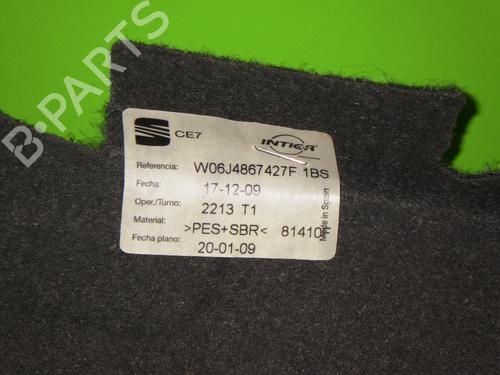 B-PARTS
CE7
INTIER
Referencia: W06J4867427F 1BS
Fecha: 17-12-09
Oper./Turno: 2213 T1
Material: >PES+SBR< 81410
Fecha plano: 20-01-09
Made in Spain